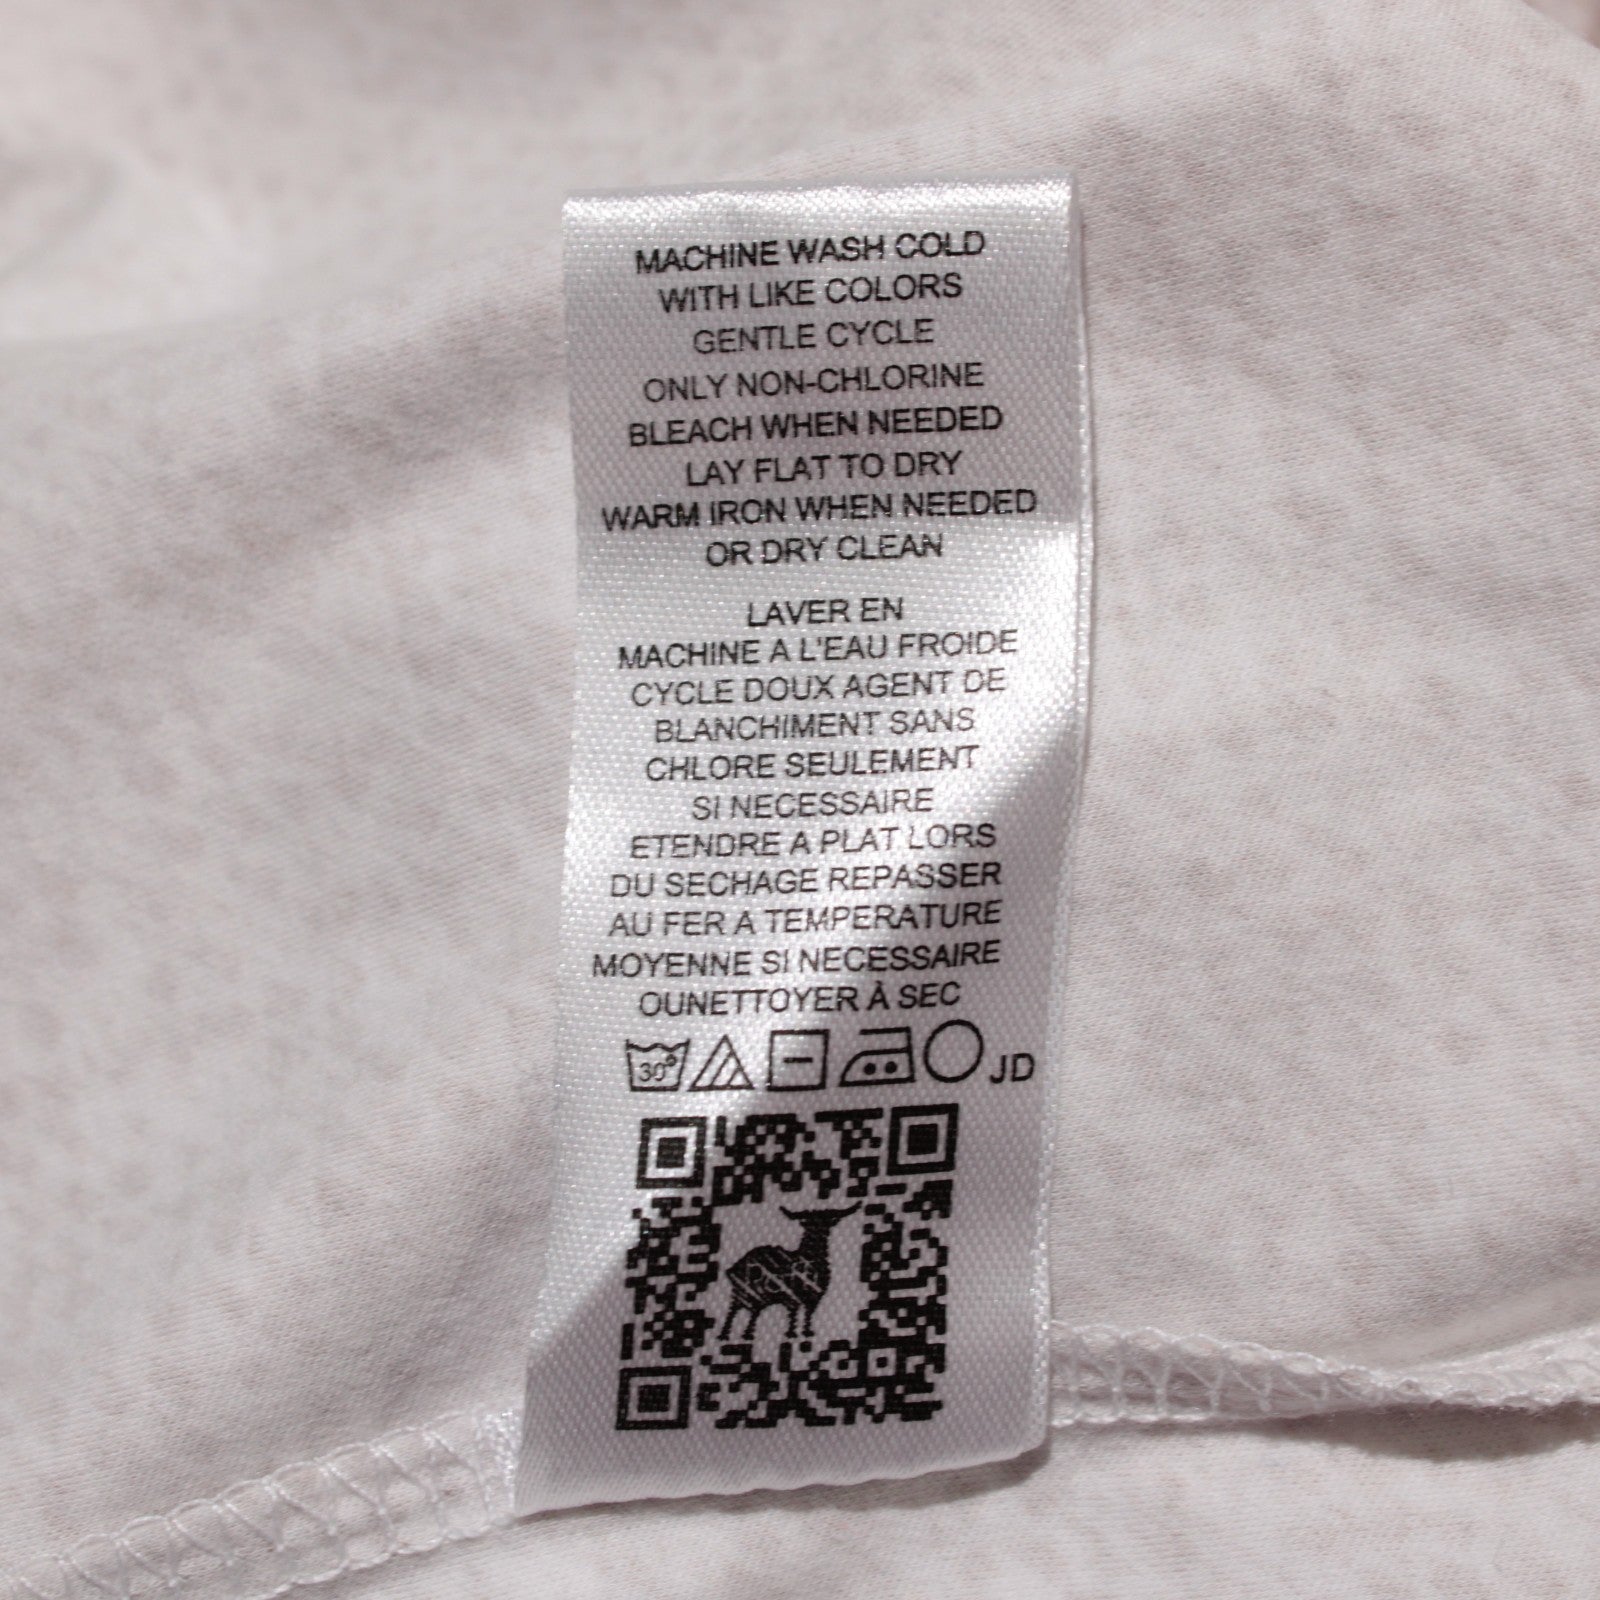 MACHINE WASH COLD
WITH LIKE COLORS
GENTLE CYCLE
ONLY NON-CHLORINE
BLEACH WHEN NEEDED
LAY FLAT TO DRY
WARM IRON WHEN NEEDED
OR DRY CLEAN
LAVER EN
MACHINE A L'EAU FROIDE
CYCLE DOUX AGENT DE
BLANCHIMENT SANS
CHLORE SEULEMENT
SI NECESSAIRE
ETENDRE A PLAT LORS
DU SECHAGE REPASSER
AU FER A TEMPERATURE
MOYENNE SI NECESSAIRE
OUNETTOYER À SEC
30° JD